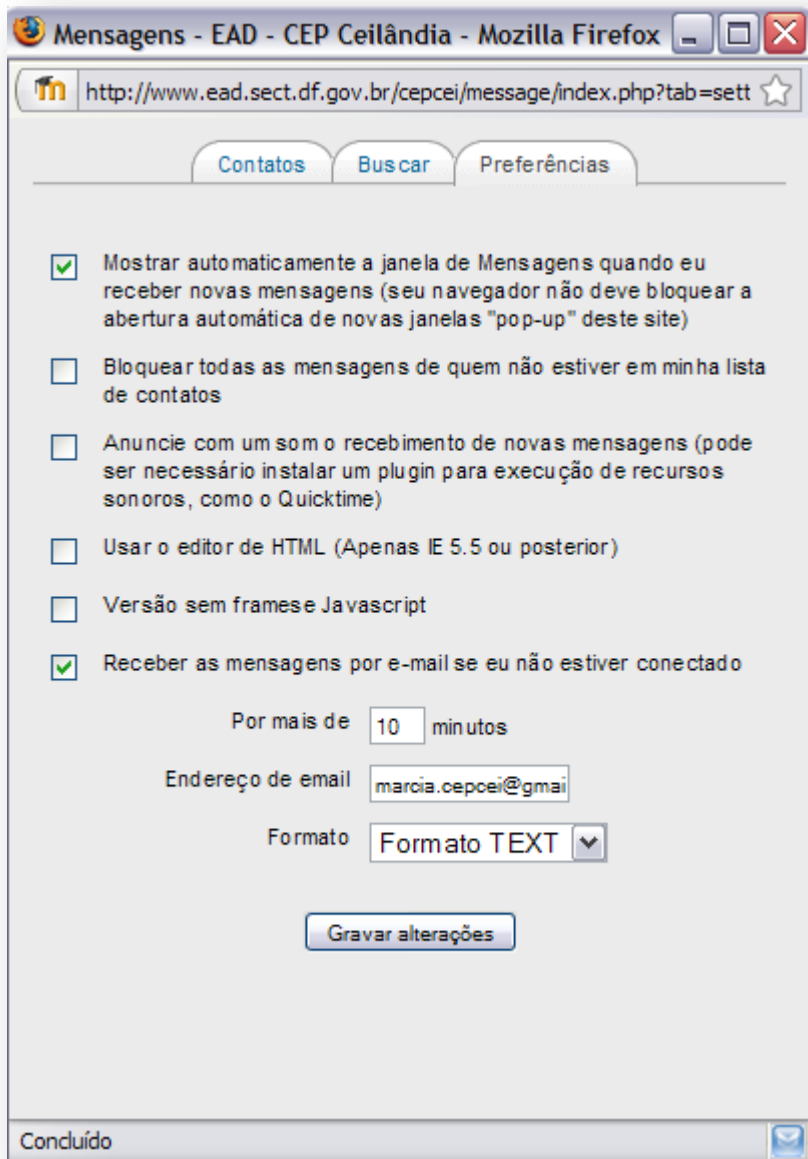 Mensagens - EAD - CEP Ceilândia - Mozilla Firefox
http://www.ead.sect.df.gov.br/cepcei/message/index.php?tab=sett
Contatos Buscar Preferências
Mostrar automaticamente a janela de Mensagens quando eu
receber novas mensagens (seu navegador não deve bloquear a
abertura automática de novas janelas "pop-up" deste site)
Bloquear todas as mensagens de quem não estiver em minha lista
de contatos
Anuncie com um som o recebimento de novas mensagens (pode
ser necessário instalar um plugin para execução de recursos
sonoros, como o Quicktime)
Usar o editor de HTML (Apenas IE 5.5 ou posterior)
Versão sem framese Javascript
Receber as mensagens por e-mail se eu não estiver conectado
Por mais de 10 minutos
Endereço de email marcia.cepcei@gmai
Formato Formato TEXT
Gravar alterações
Concluído